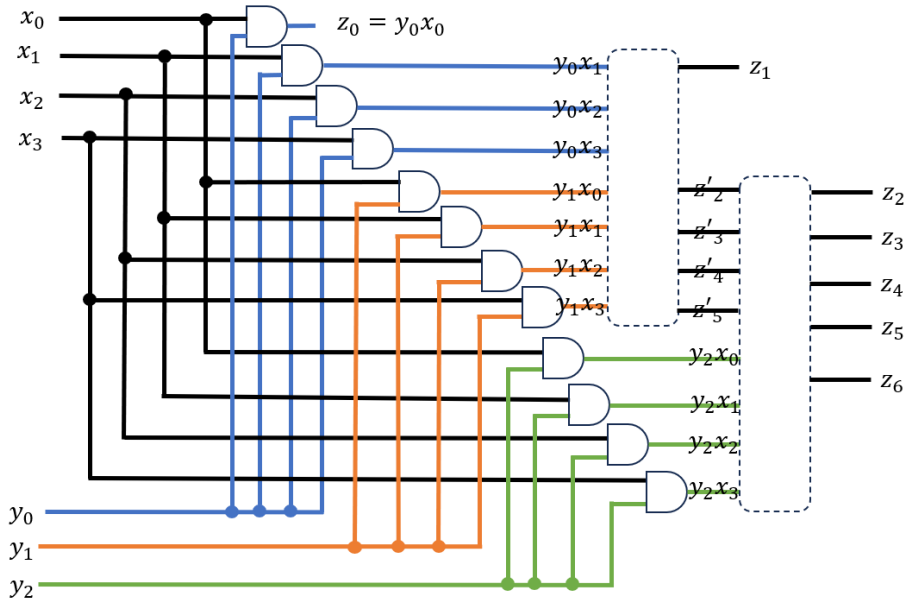 x₀
z₀ = y₀x₀
x₁
y₀x₁
z₁
x₂
y₀x₂
x₃
y₀x₃
y₁x₀
z′₂
z₂
y₁x₁
z′₃
z₃
y₁x₂
z′₄
z₄
y₁x₃
z′₅
z₅
y₂x₀
z₆
y₂x₁
y₂x₂
y₂x₃
y₀
y₁
y₂